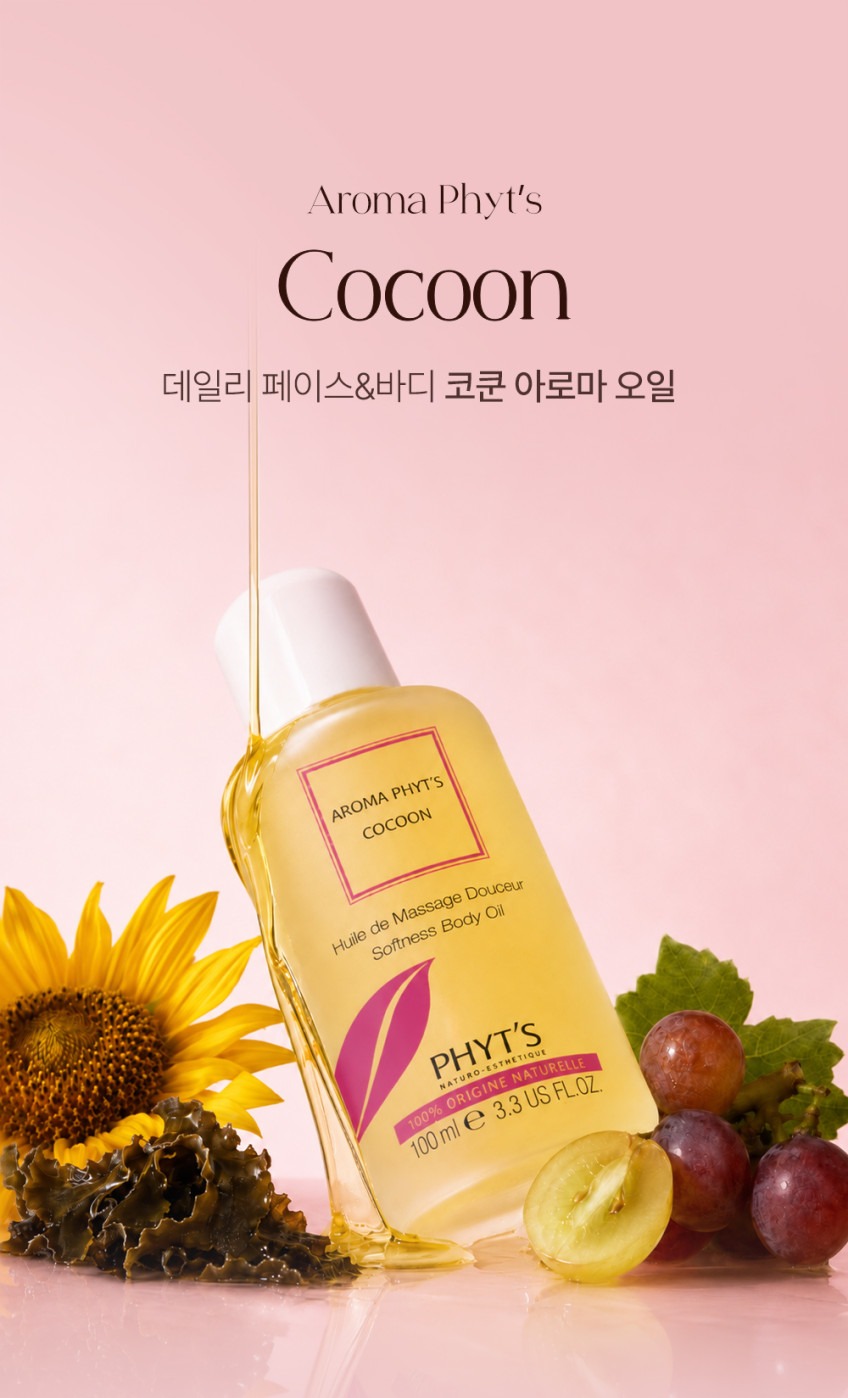 Aroma Phyt's
Cocoon
데일리 페이스&바디 코쿤 아로마 오일
AROMA PHYT'S
COCOON
Huile de Massage Douceur
Softness Body Oil
PHYT'S
NATURO-ESTHETIQUE
100% ORIGINE NATURELLE
100 ml ℮ 3.3 US FL.OZ.